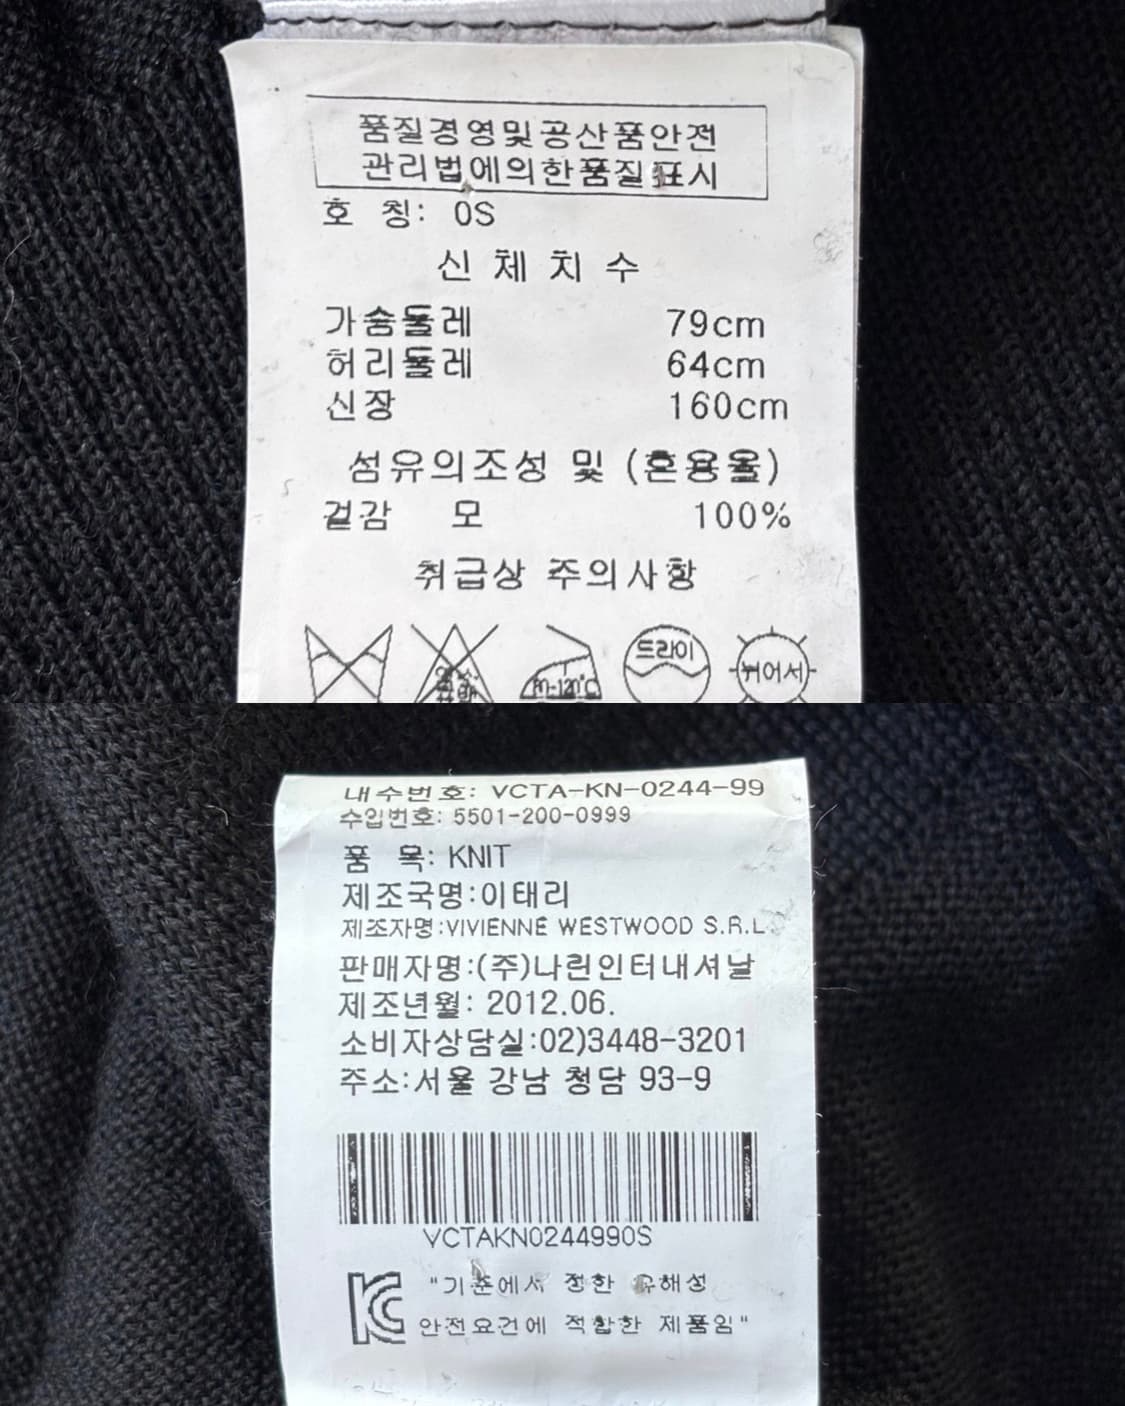 품질경영및공산품안전
관리법에의한품질표시
호 칭: 0S
신 체 치 수
가슴둘레 79cm
허리둘레 64cm
신장 160cm
섬유의조성 및 (혼용율)
겉감 모 100%
취급상 주의사항
80-120℃ 드라이 뉘어서
내수번호: VCTA-KN-0244-99
수입번호: 5501-200-0999
품 목: KNIT
제조국명:이태리
제조자명:VIVIENNE WESTWOOD S.R.L
판매자명:(주)나린인터내셔날
제조년월: 2012.06.
소비자상담실:02)3448-3201
주소:서울 강남 청담 93-9
VCTAKN0244990S
"기준에서 정한 유해성
안전요건에 적합한 제품임"